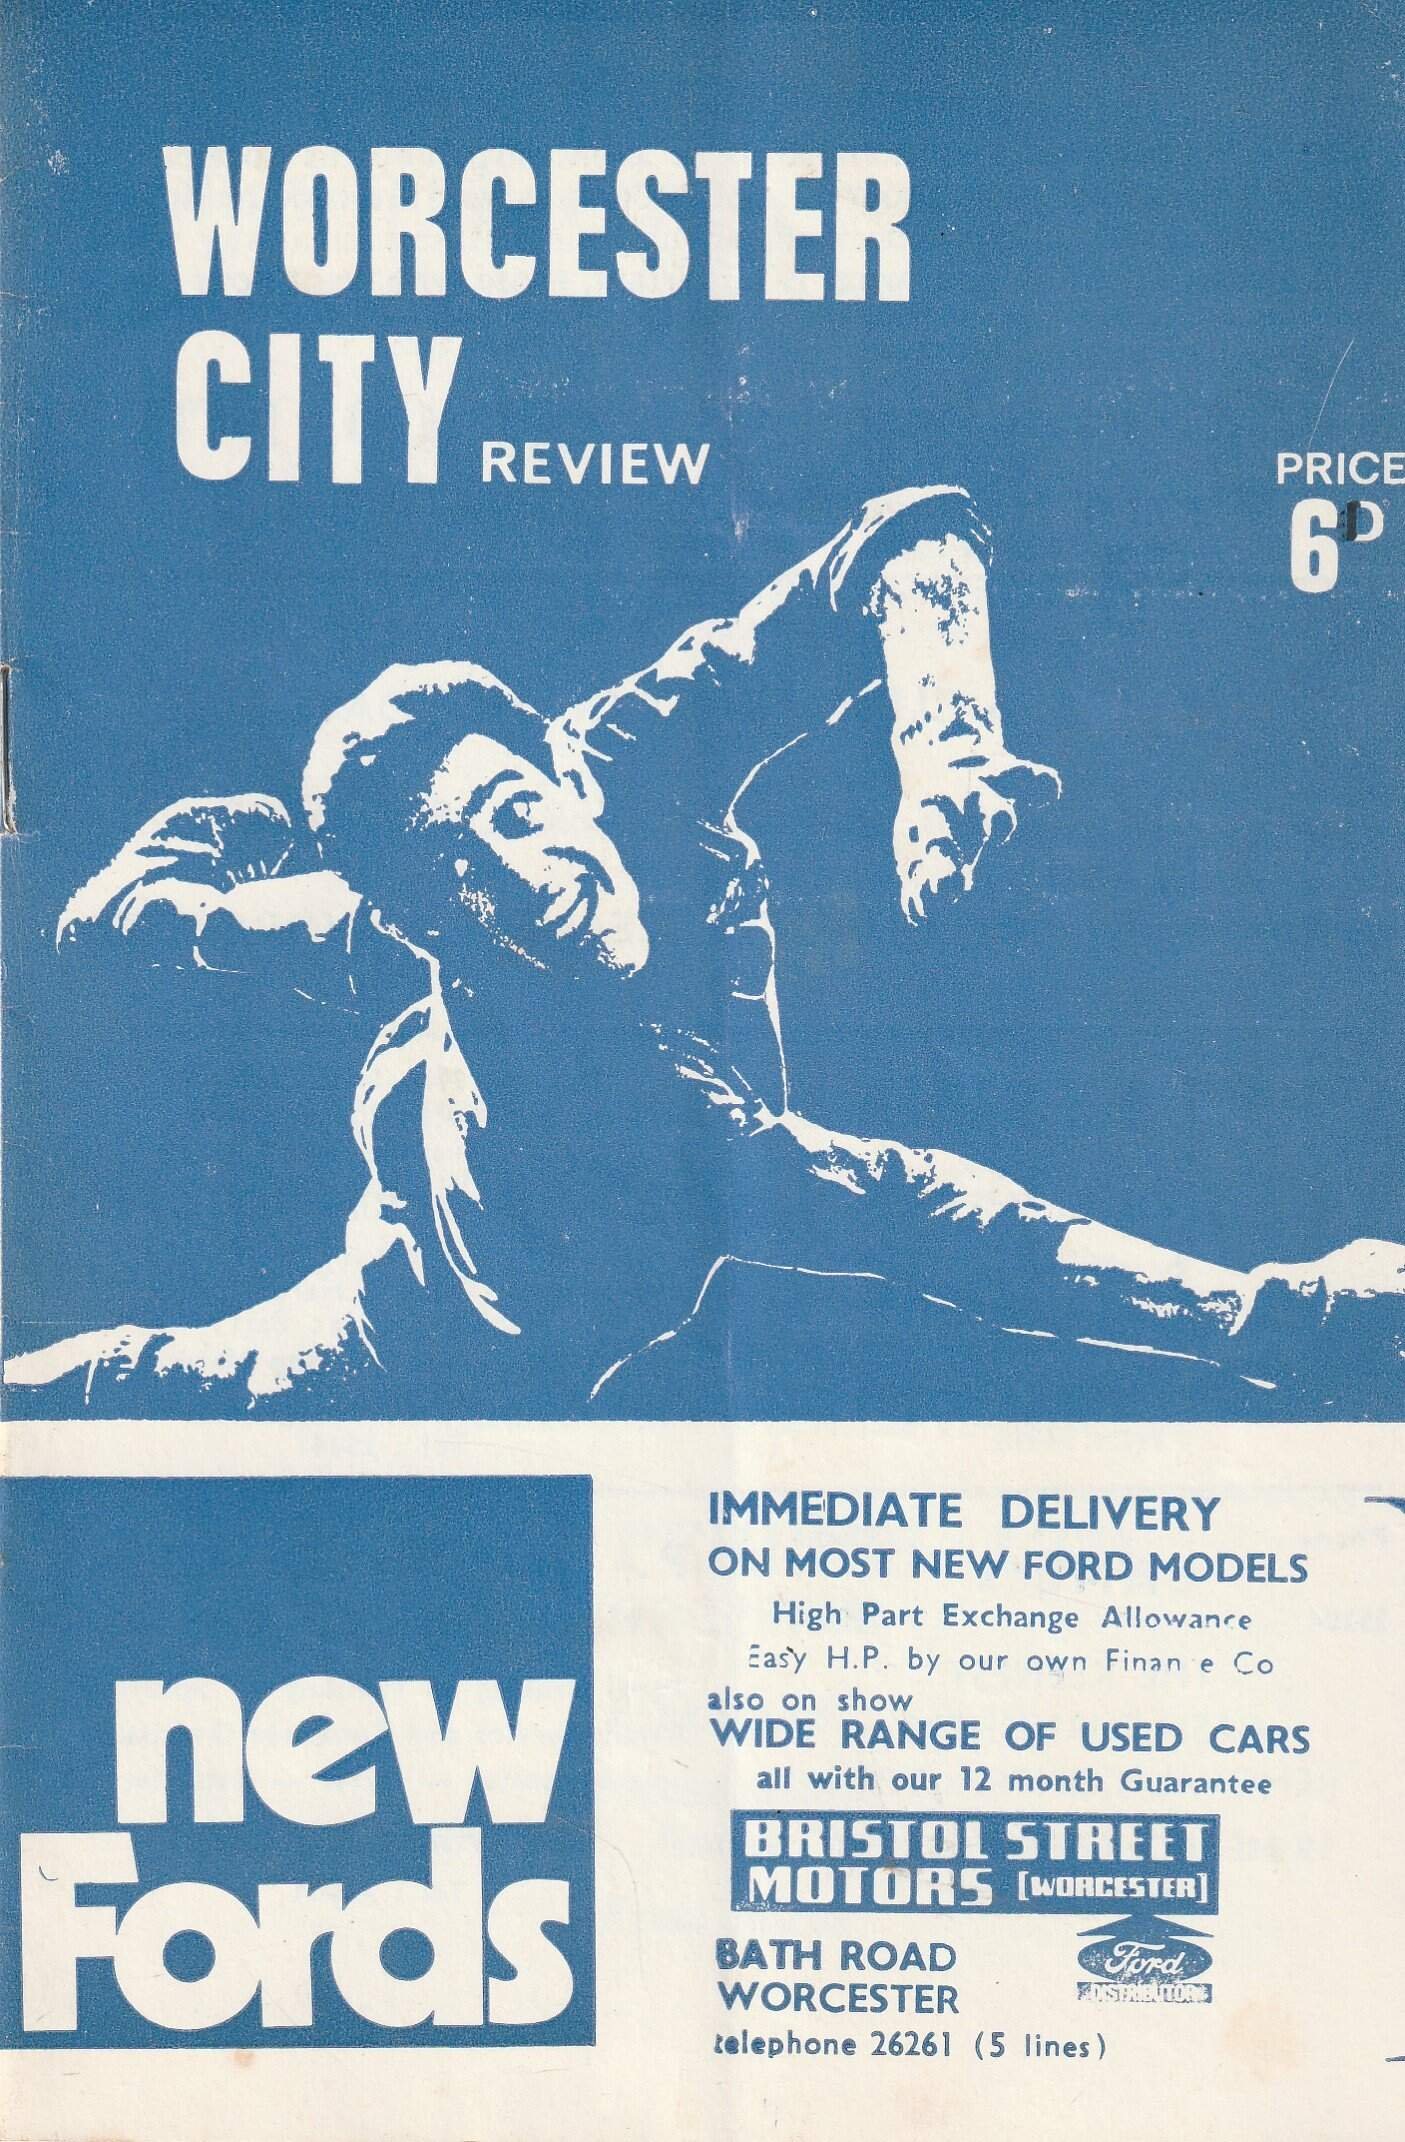 WORCESTER
CITY REVIEW
PRICE
6D
IMMEDIATE DELIVERY
ON MOST NEW FORD MODELS
High Part Exchange Allowance
Easy H.P. by our own Finan e Co
also on show
WIDE RANGE OF USED CARS
all with our 12 month Guarantee
new
Fords
BRISTOL STREET
MOTORS [WORCESTER]
BATH ROAD
WORCESTER
Ford
DISTRIBUTOR
telephone 26261 (5 lines)